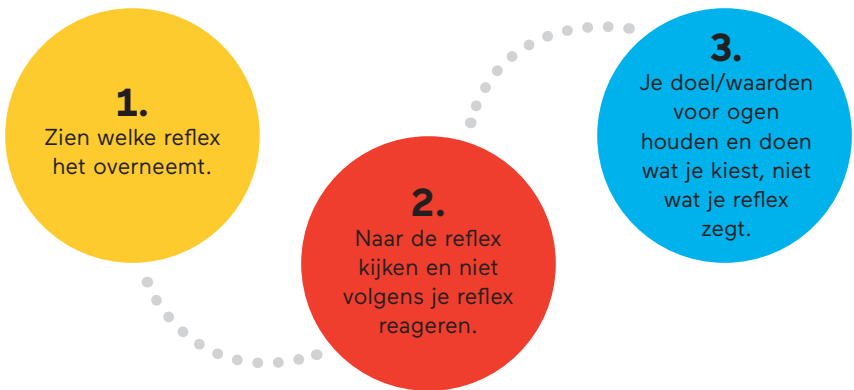 1.
Zien welke reflex
het overneemt.
2.
Naar de reflex
kijken en niet
volgens je reflex
reageren.
3.
Je doel/waarden
voor ogen
houden en doen
wat je kiest, niet
wat je reflex
zegt.